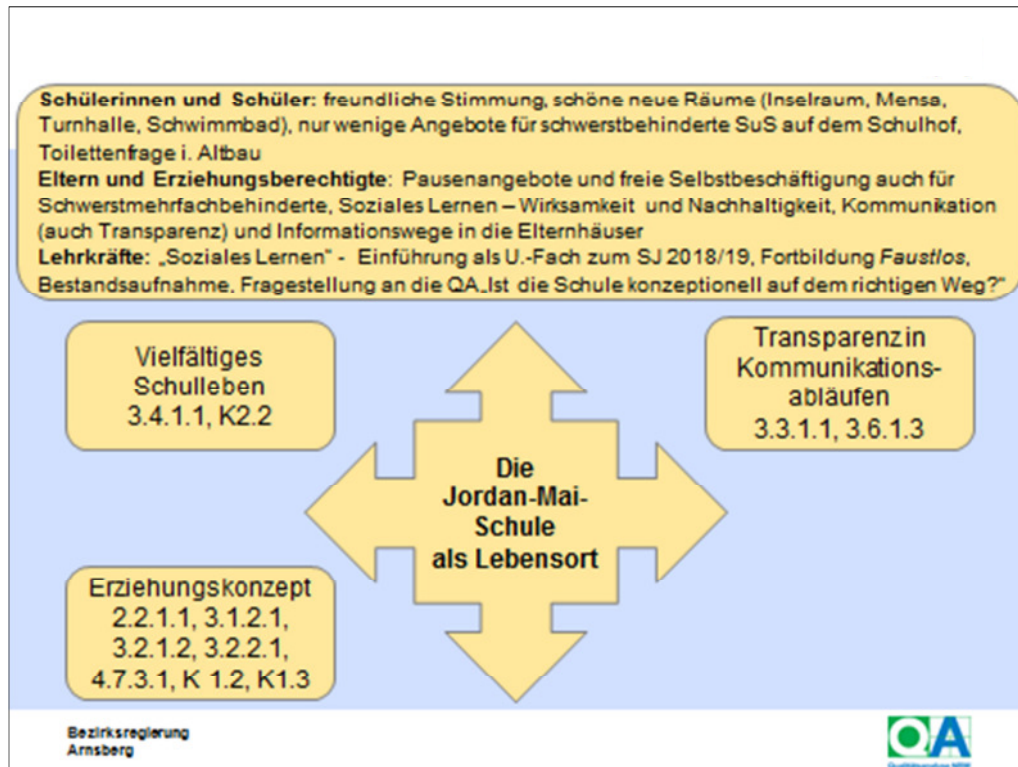 Schülerinnen und Schüler: freundliche Stimmung, schöne neue Räume (Inselraum, Mensa,
Turnhalle, Schwimmbad), nur wenige Angebote für schwerstbehinderte SuS auf dem Schulhof,
Toilettenfrage i. Altbau
Eltern und Erziehungsberechtigte: Pausenangebote und freie Selbstbeschäftigung auch für
Schwerstmehrfachbehinderte, Soziales Lernen – Wirksamkeit und Nachhaltigkeit, Kommunikation
(auch Transparenz) und Informationswege in die Elternhäuser
Lehrkräfte: „Soziales Lernen" - Einführung als U.-Fach zum SJ 2018/19, Fortbildung Faustlos,
Bestandsaufnahme, Fragestellung an die QA „Ist die Schule konzeptionell auf dem richtigen Weg?"
Vielfältiges
Schulleben
3.4.1.1, K2.2
Transparenz in
Kommunikations-
abläufen
3.3.1.1, 3.6.1.3
Die
Jordan-Mai-
Schule
als Lebensort
Erziehungskonzept
2.2.1.1, 3.1.2.1,
3.2.1.2, 3.2.2.1,
4.7.3.1, K 1.2, K1.3
Bezirksregierung
Arnsberg
QA
Qualitätsanalyse NRW